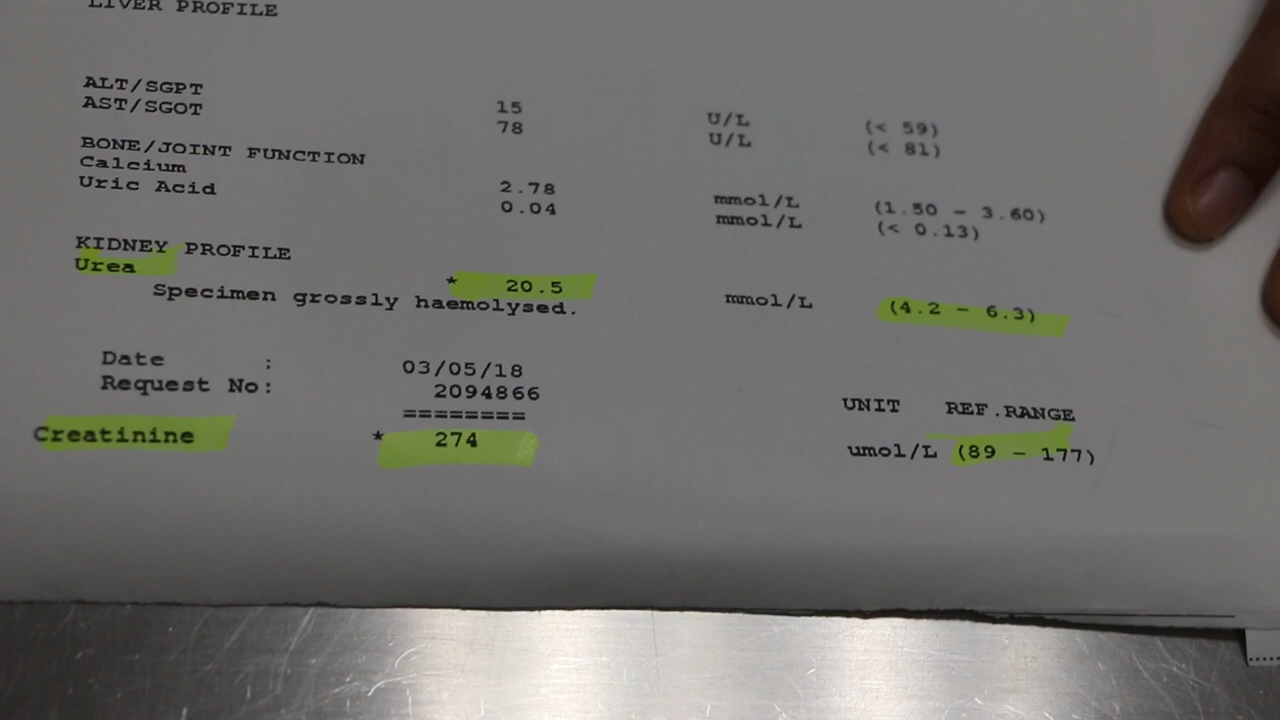 LIVER PROFILE
ALT/SGPT 15 U/L (< 59)
AST/SGOT 78 U/L (< 81)
BONE/JOINT FUNCTION
Calcium 2.78 mmol/L (1.50 - 3.60)
Uric Acid 0.04 mmol/L (< 0.13)
KIDNEY PROFILE
Urea * 20.5 mmol/L (4.2 - 6.3)
Specimen grossly haemolysed.
Date : 03/05/18
Request No: 2094866
======== UNIT REF.RANGE
Creatinine * 274 umol/L (89 - 177)